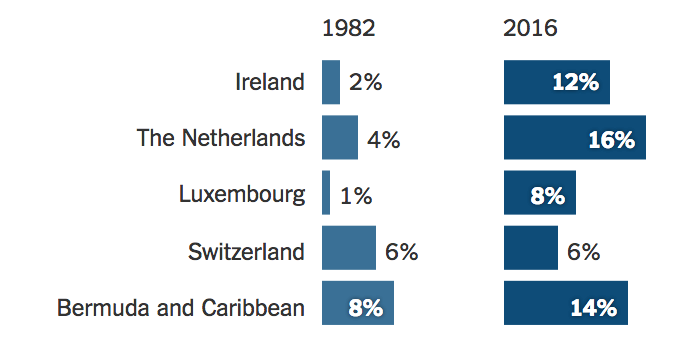 1982 2016
Ireland 2% 12%
The Netherlands 4% 16%
Luxembourg 1% 8%
Switzerland 6% 6%
Bermuda and Caribbean 8% 14%